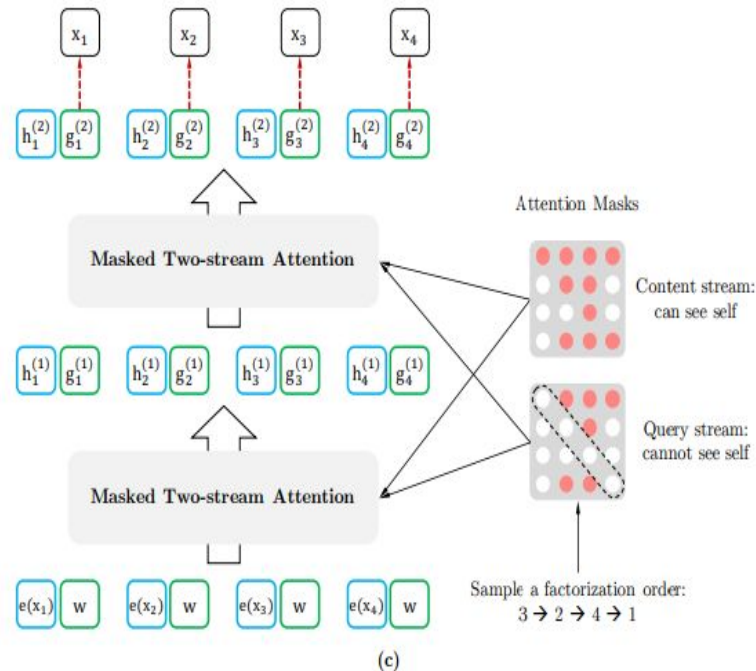 x₁ x₂ x₃ x₄
h₁⁽²⁾ g₁⁽²⁾ h₂⁽²⁾ g₂⁽²⁾ h₃⁽²⁾ g₃⁽²⁾ h₄⁽²⁾ g₄⁽²⁾
Masked Two-stream Attention
h₁⁽¹⁾ g₁⁽¹⁾ h₂⁽¹⁾ g₂⁽¹⁾ h₃⁽¹⁾ g₃⁽¹⁾ h₄⁽¹⁾ g₄⁽¹⁾
Masked Two-stream Attention
e(x₁) w e(x₂) w e(x₃) w e(x₄) w
Attention Masks
Content stream:
can see self
Query stream:
cannot see self
Sample a factorization order:
3 → 2 → 4 → 1
(c)